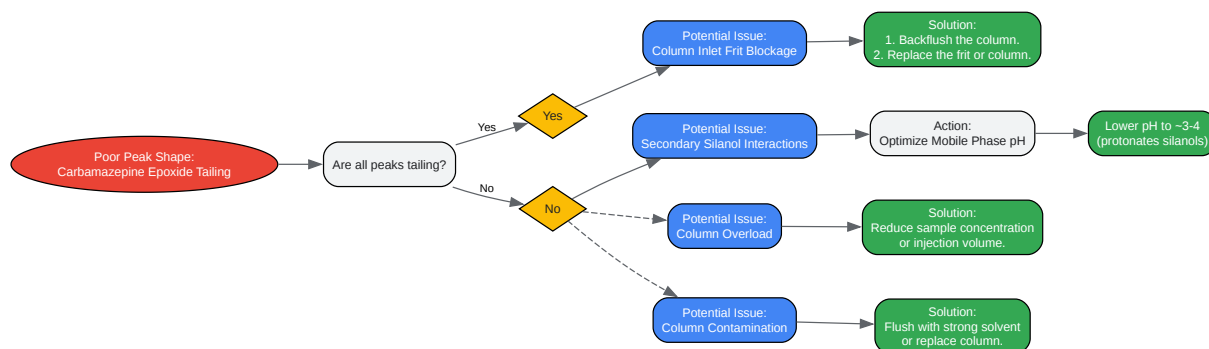 Poor Peak Shape:
Carbamazepine Epoxide Tailing
Are all peaks tailing?
Yes
Yes
Potential Issue:
Column Inlet Frit Blockage
Solution:
1. Backflush the column.
2. Replace the frit or column.
No
No
Potential Issue:
Secondary Silanol Interactions
Action:
Optimize Mobile Phase pH
Lower pH to ~3-4
(protonates silanols)
Potential Issue:
Column Overload
Solution:
Reduce sample concentration
or injection volume.
Potential Issue:
Column Contamination
Solution:
Flush with strong solvent
or replace column.